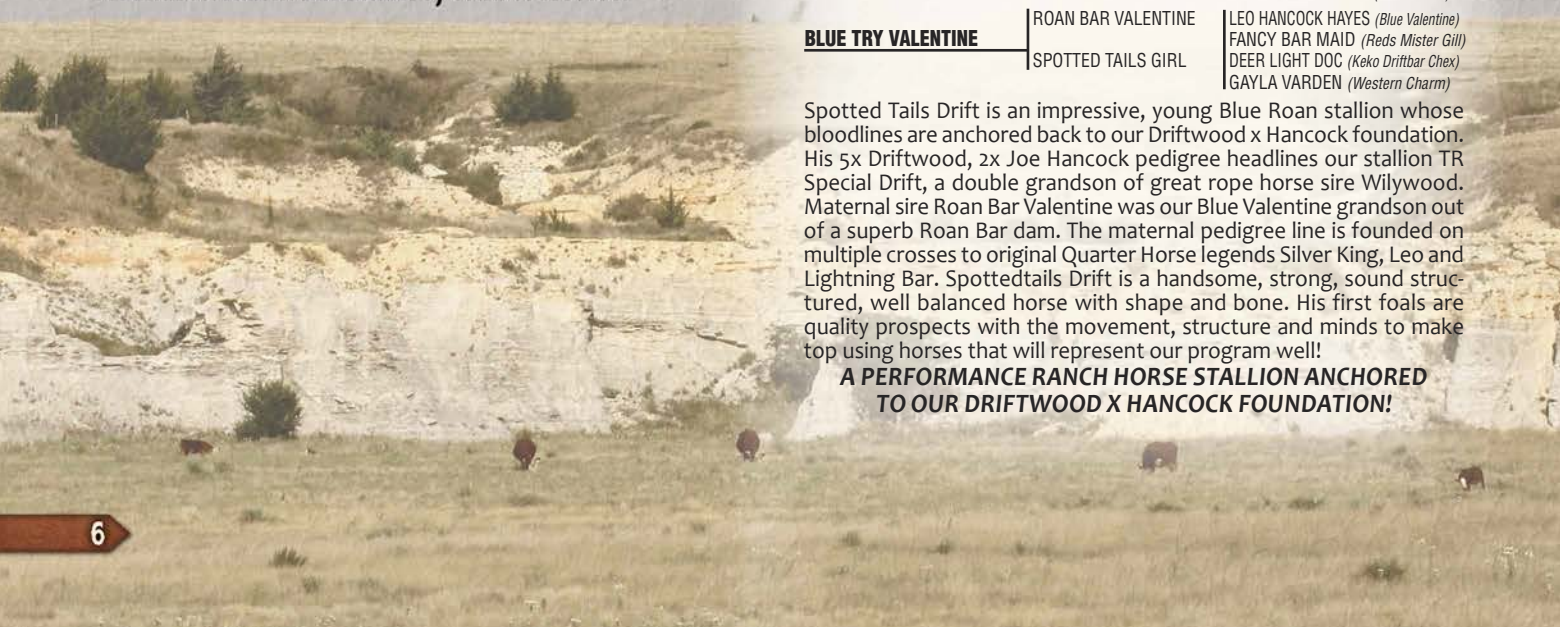 ROAN BAR VALENTINE
LEO HANCOCK HAYES (Blue Valentine)
BLUE TRY VALENTINE
FANCY BAR MAID (Reds Mister Gill)
SPOTTED TAILS GIRL
DEER LIGHT DOC (Keko Driftbar Chex)
GAYLA VARDEN (Western Charm)
Spotted Tails Drift is an impressive, young Blue Roan stallion whose
bloodlines are anchored back to our Driftwood x Hancock foundation.
His 5x Driftwood, 2x Joe Hancock pedigree headlines our stallion TR
Special Drift, a double grandson of great rope horse sire Wilywood.
Maternal sire Roan Bar Valentine was our Blue Valentine grandson out
of a superb Roan Bar dam. The maternal pedigree line is founded on
multiple crosses to original Quarter Horse legends Silver King, Leo and
Lightning Bar. Spottedtails Drift is a handsome, strong, sound struc-
tured, well balanced horse with shape and bone. His first foals are
quality prospects with the movement, structure and minds to make
top using horses that will represent our program well!
A PERFORMANCE RANCH HORSE STALLION ANCHORED
TO OUR DRIFTWOOD X HANCOCK FOUNDATION!
6